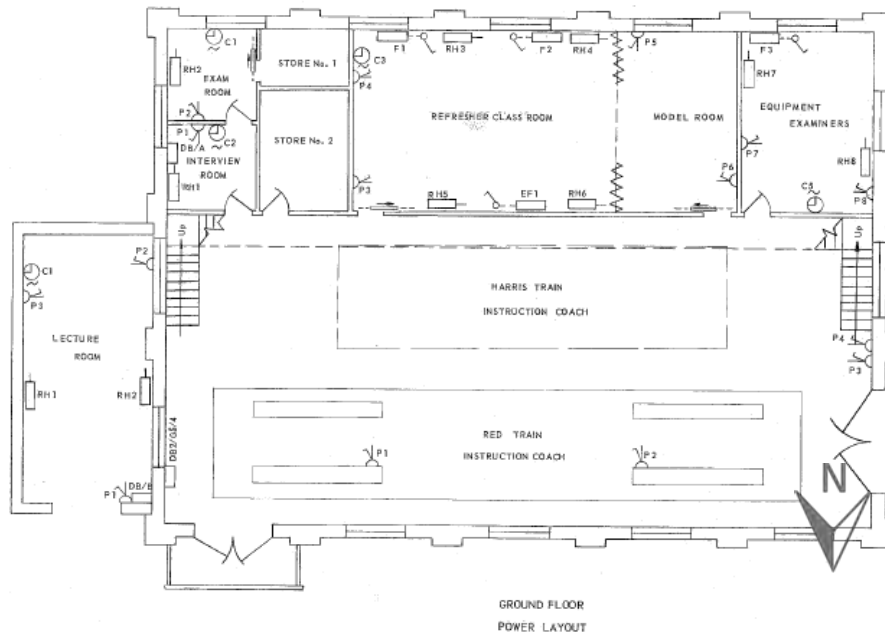 C1
RH2
EXAM
ROOM
P2
P1
DB/A
C2
INTERVIEW
ROOM
RH1
STORE No. 1
STORE No. 2
C3
P4
P3
F1
RH3
F2
RH4
P5
REFRESHER CLASS ROOM
MODEL ROOM
RH5
EF1
RH6
P6
F3
RH7
EQUIPMENT
EXAMINERS
P7
RH8
C5
P8
Up
Up
P2
C1
P3
LECTURE
ROOM
RH1
RH2
P1
DB/B
DB2/GS/4
HARRIS TRAIN
INSTRUCTION COACH
P4
P3
RED TRAIN
INSTRUCTION COACH
P1
P2
N
GROUND FLOOR
POWER LAYOUT